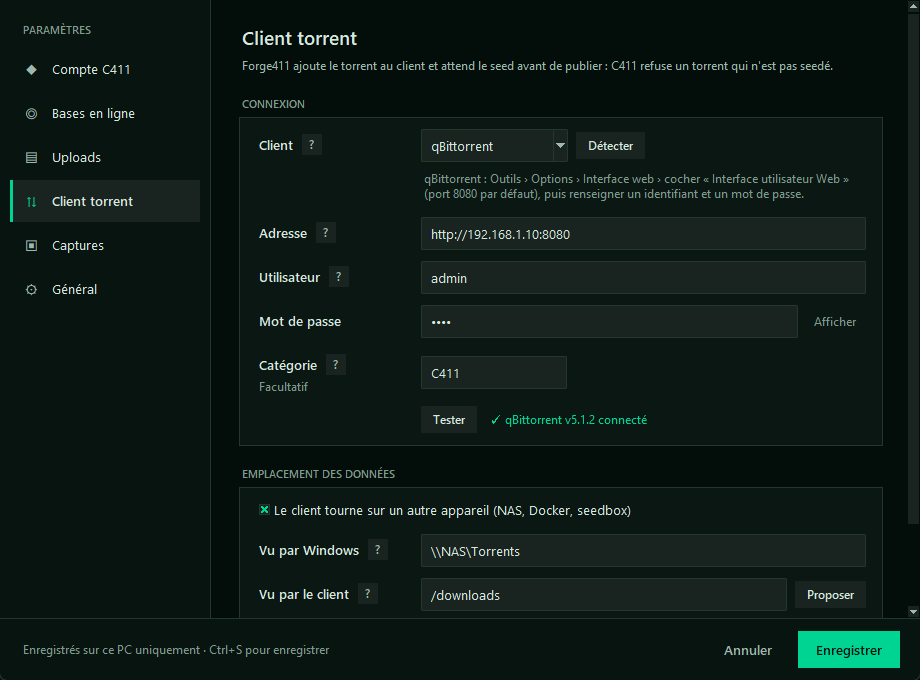 PARAMÈTRES
Compte C411
Bases en ligne
Uploads
Client torrent
Captures
Général
Client torrent
Forge411 ajoute le torrent au client et attend le seed avant de publier : C411 refuse un torrent qui n'est pas seedé.
CONNEXION
Client ?
qBittorrent
Détecter
qBittorrent : Outils › Options › Interface web › cocher « Interface utilisateur Web »
(port 8080 par défaut), puis renseigner un identifiant et un mot de passe.
Adresse ?
http://192.168.1.10:8080
Utilisateur ?
admin
Mot de passe
••••
Afficher
Catégorie ?
Facultatif
C411
Tester
✓ qBittorrent v5.1.2 connecté
EMPLACEMENT DES DONNÉES
Le client tourne sur un autre appareil (NAS, Docker, seedbox)
Vu par Windows ?
\\NAS\Torrents
Vu par le client ?
/downloads
Proposer
Enregistrés sur ce PC uniquement · Ctrl+S pour enregistrer
Annuler
Enregistrer